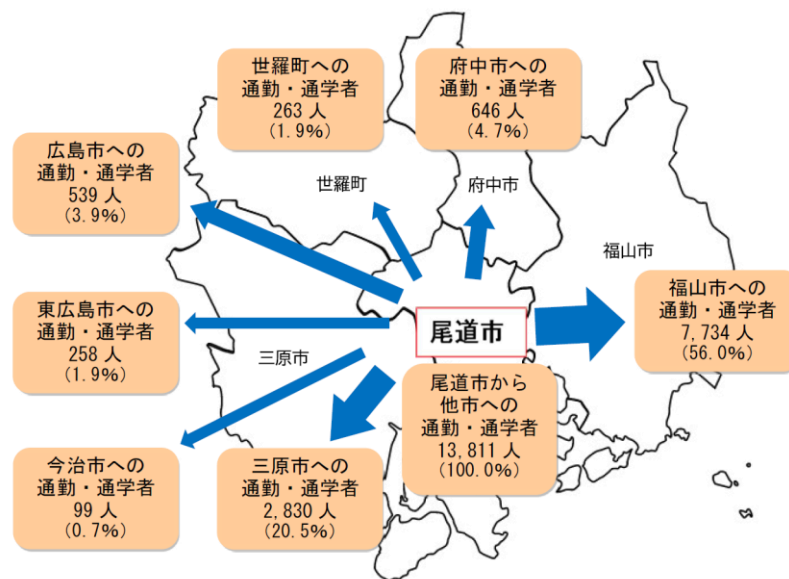 世羅町への
通勤・通学者
263 人
(1.9%)
府中市への
通勤・通学者
646 人
(4.7%)
広島市への
通勤・通学者
539 人
(3.9%)
世羅町
府中市
福山市
東広島市への
通勤・通学者
258 人
(1.9%)
尾道市
福山市への
通勤・通学者
7,734 人
(56.0%)
三原市
尾道市から
他市への
通勤・通学者
13,811 人
(100.0%)
今治市への
通勤・通学者
99 人
(0.7%)
三原市への
通勤・通学者
2,830 人
(20.5%)